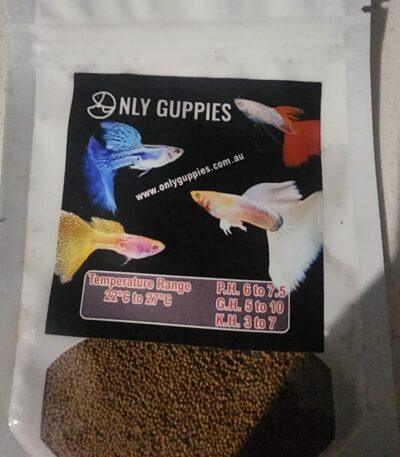 ONLY GUPPIES
www.onlyguppies.com.au
Temperature Range
22°C to 27°C
P.H. 6 to 7.5
G.H. 5 to 10
K.H. 3 to 7